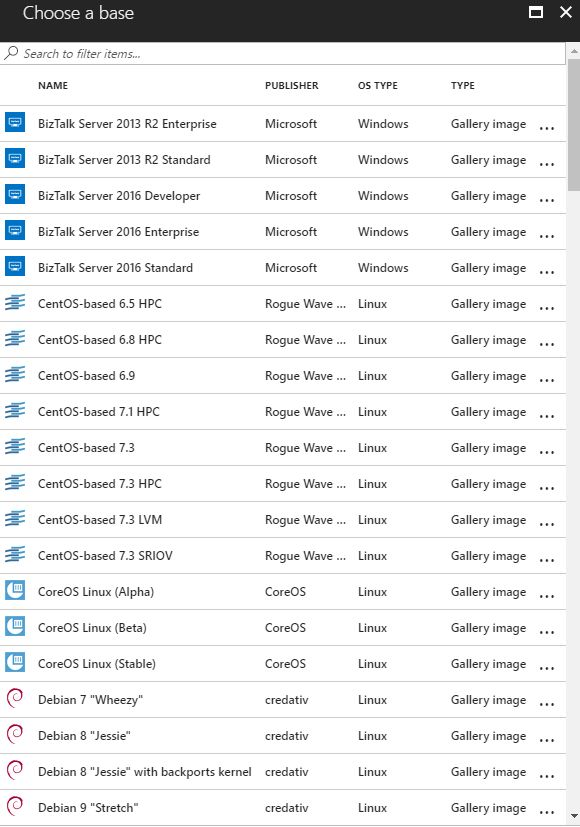 Choose a base
Search to filter items...
NAME PUBLISHER OS TYPE TYPE
BizTalk Server 2013 R2 Enterprise Microsoft Windows Gallery image ...
BizTalk Server 2013 R2 Standard Microsoft Windows Gallery image ...
BizTalk Server 2016 Developer Microsoft Windows Gallery image ...
BizTalk Server 2016 Enterprise Microsoft Windows Gallery image ...
BizTalk Server 2016 Standard Microsoft Windows Gallery image ...
CentOS-based 6.5 HPC Rogue Wave ... Linux Gallery image ...
CentOS-based 6.8 HPC Rogue Wave ... Linux Gallery image ...
CentOS-based 6.9 Rogue Wave ... Linux Gallery image ...
CentOS-based 7.1 HPC Rogue Wave ... Linux Gallery image ...
CentOS-based 7.3 Rogue Wave ... Linux Gallery image ...
CentOS-based 7.3 HPC Rogue Wave ... Linux Gallery image ...
CentOS-based 7.3 LVM Rogue Wave ... Linux Gallery image ...
CentOS-based 7.3 SRIOV Rogue Wave ... Linux Gallery image ...
CoreOS Linux (Alpha) CoreOS Linux Gallery image ...
CoreOS Linux (Beta) CoreOS Linux Gallery image ...
CoreOS Linux (Stable) CoreOS Linux Gallery image ...
Debian 7 "Wheezy" credativ Linux Gallery image ...
Debian 8 "Jessie" credativ Linux Gallery image ...
Debian 8 "Jessie" with backports kernel credativ Linux Gallery image ...
Debian 9 "Stretch" credativ Linux Gallery image ...